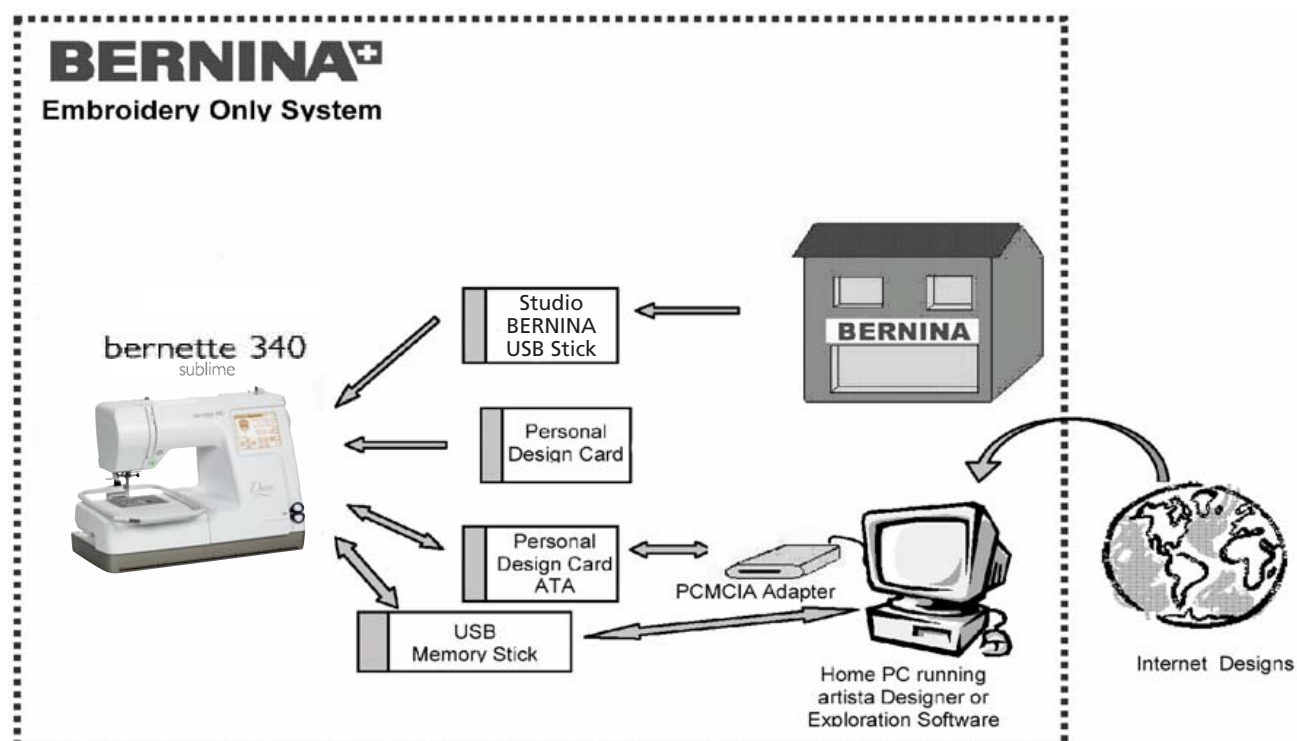 BERNINA
Embroidery Only System
Studio
BERNINA
USB Stick
BERNINA
bernette 340
sublime
Personal
Design Card
Personal
Design Card
ATA
PCMCIA Adapter
USB
Memory Stick
Home PC running
artista Designer or
Exploration Software
Internet Designs